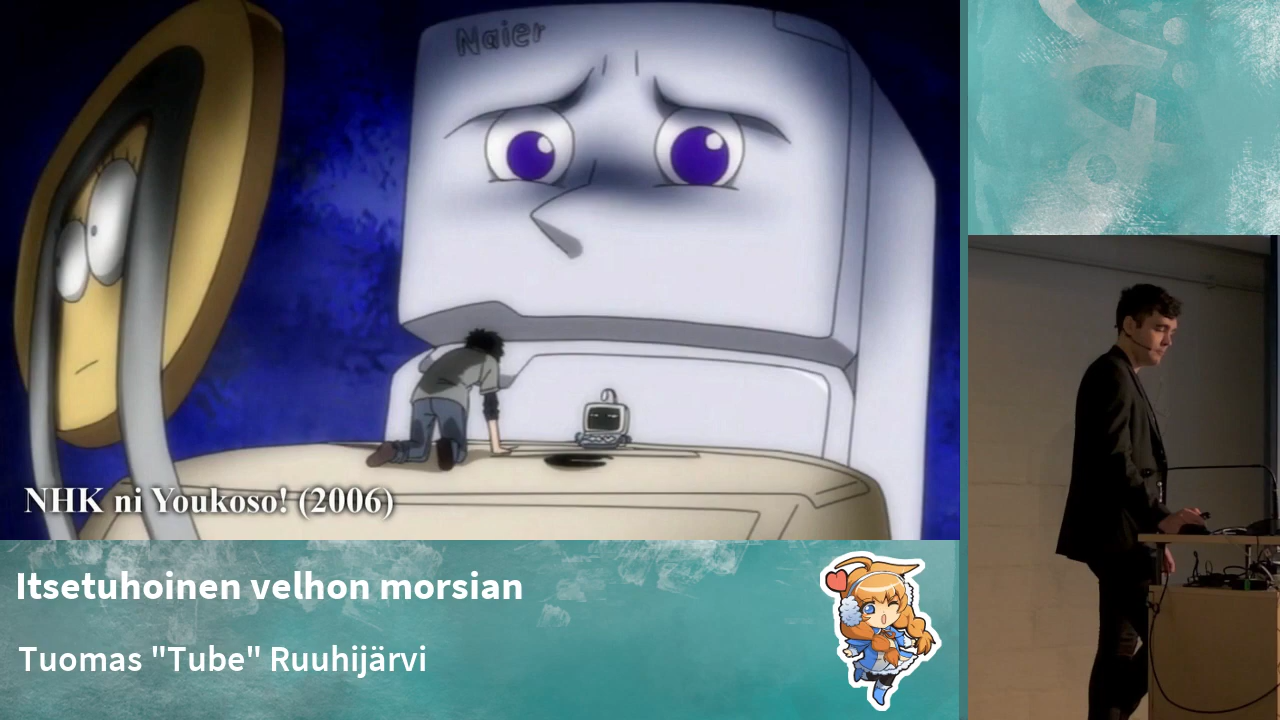 Naier
NHK ni Youkoso! (2006)
Itsetuhoinen velhon morsian
Tuomas "Tube" Ruuhijärvi